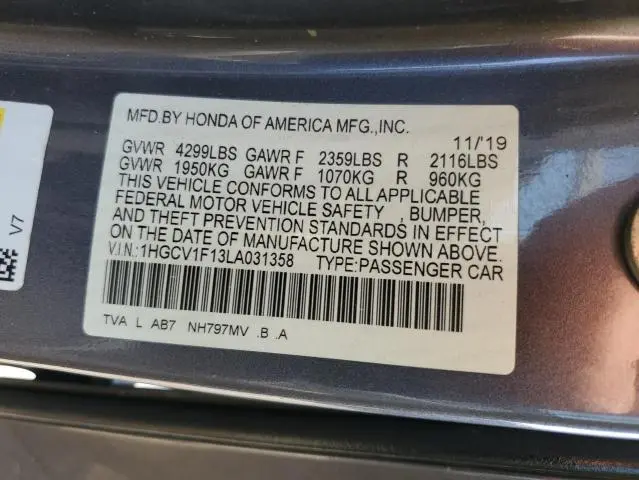 MFD.BY HONDA OF AMERICA MFG.,INC.
11/'19
GVWR 4299LBS GAWR F 2359LBS R 2116LBS
GVWR 1950KG GAWR F 1070KG R 960KG
THIS VEHICLE CONFORMS TO ALL APPLICABLE
FEDERAL MOTOR VEHICLE SAFETY , BUMPER,
AND THEFT PREVENTION STANDARDS IN EFFECT
ON THE DATE OF MANUFACTURE SHOWN ABOVE.
V.I.N.:1HGCV1F13LA031358 TYPE:PASSENGER CAR
TVA L AB7 NH797MV .B .A
V7